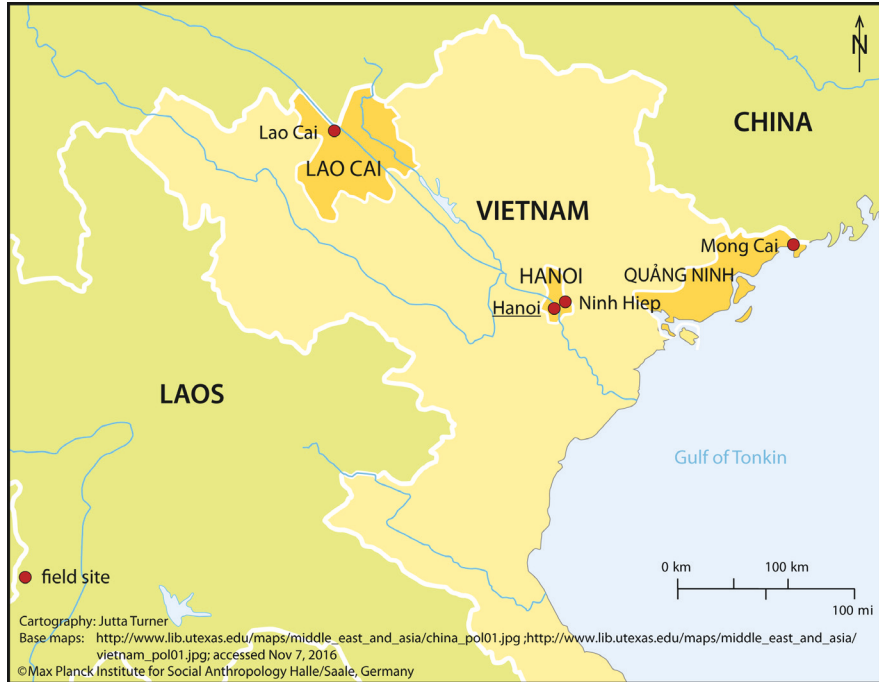 N
CHINA
Lao Cai
LAO CAI
VIETNAM
Mong Cai
HANOI
QUẢNG NINH
Hanoi
Ninh Hiep
LAOS
Gulf of Tonkin
0 km 100 km
field site
100 mi
Cartography: Jutta Turner
Base maps: http://www.lib.utexas.edu/maps/middle_east_and_asia/china_pol01.jpg ;http://www.lib.utexas.edu/maps/middle_east_and_asia/
vietnam_pol01.jpg; accessed Nov 7, 2016
©Max Planck Institute for Social Anthropology Halle/Saale, Germany